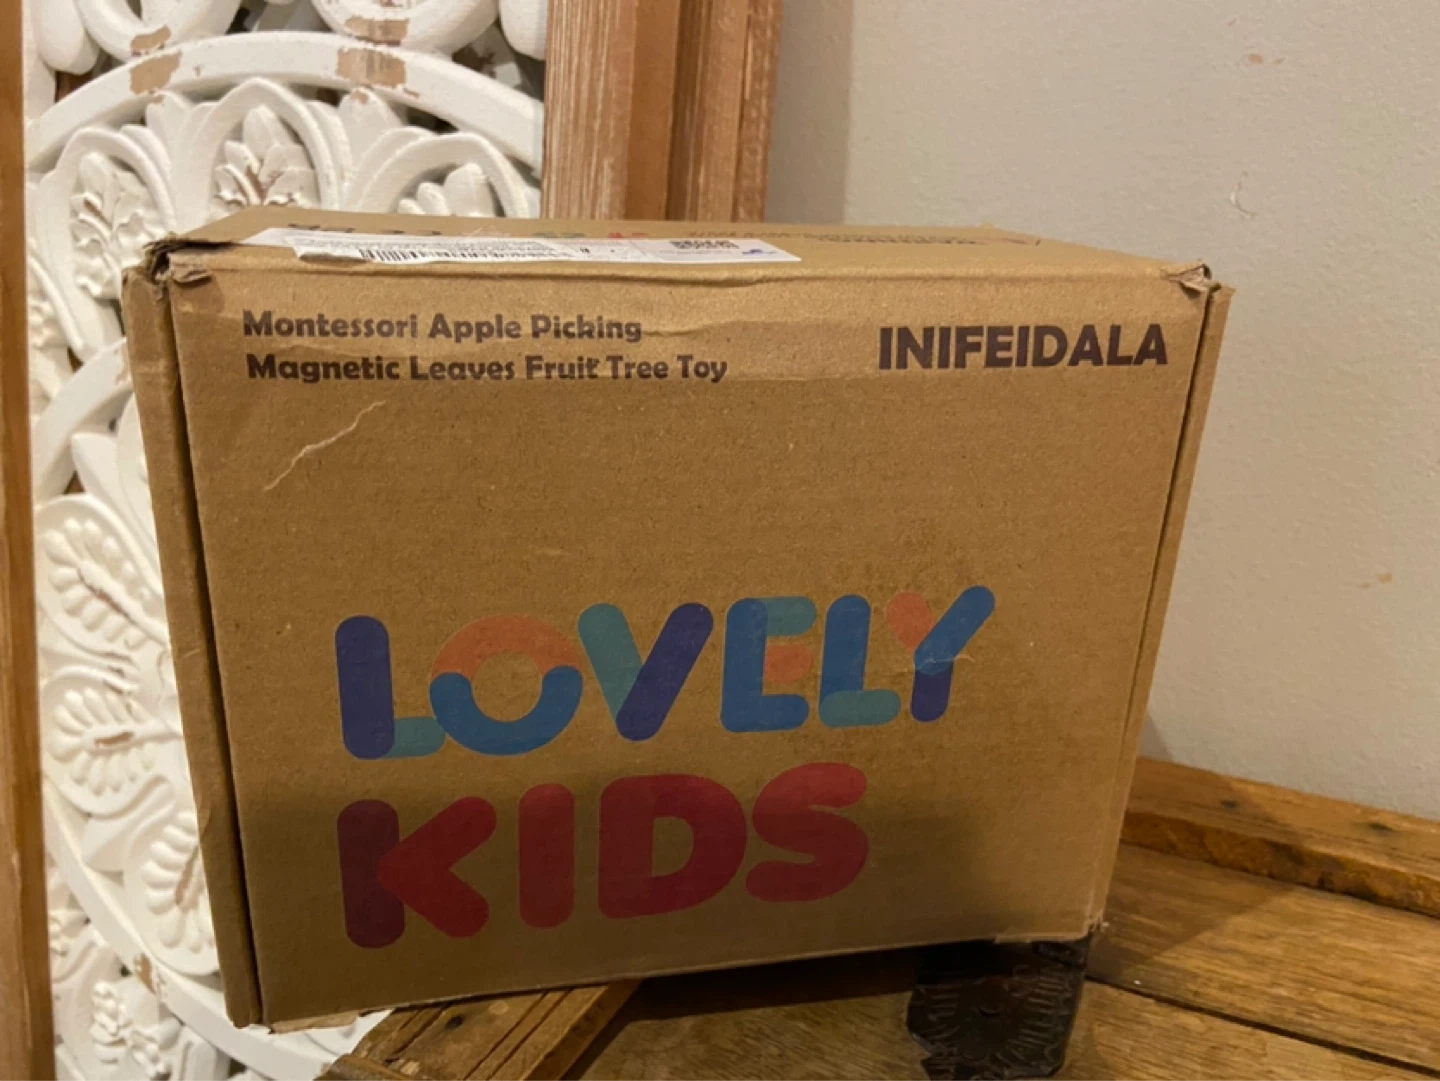 Montessori Apple Picking
Magnetic Leaves Fruit Tree Toy
INIFEIDALA
LOVELY
KIDS